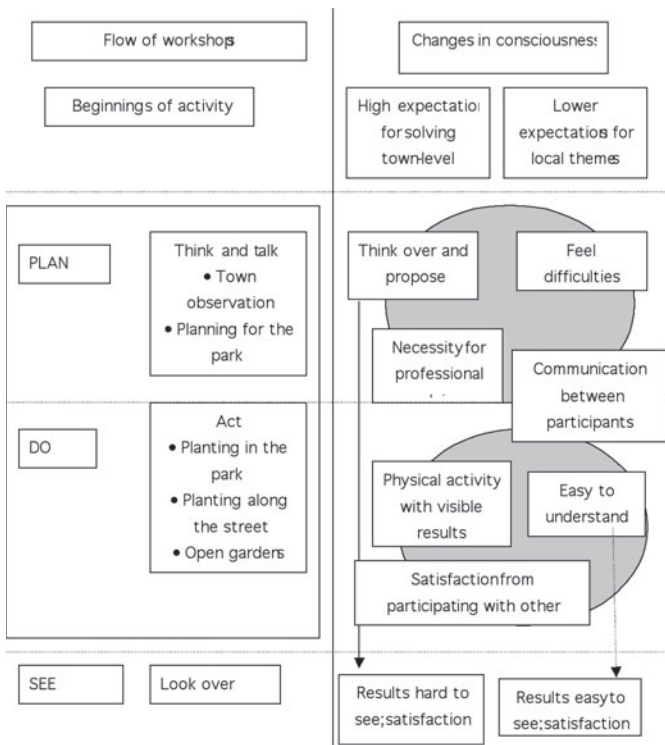 Flow of workshops
Changes in consciousness
Beginnings of activity
High expectation
for solving
town-level
Lower
expectations for
local themes
PLAN
Think and talk
• Town
observation
• Planning for the
park
Think over and
propose
Feel
difficulties
Necessity for
professional
Communication
between
participants
DO
Act
• Planting in the
park
• Planting along
the street
• Open gardens
Physical activity
with visible
results
Easy to
understand
Satisfaction from
participating with other
SEE
Look over
Results hard to
see; satisfaction
Results easy to
see; satisfaction